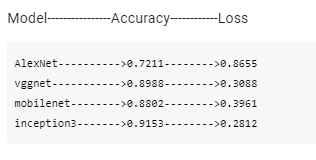 Model----------------Accuracy------------Loss
AlexNet---------->0.7211-------->0.8655
vggnet----------->0.8988-------->0.3088
mobilenet-------->0.8802-------->0.3961
inception3------->0.9153-------->0.2812